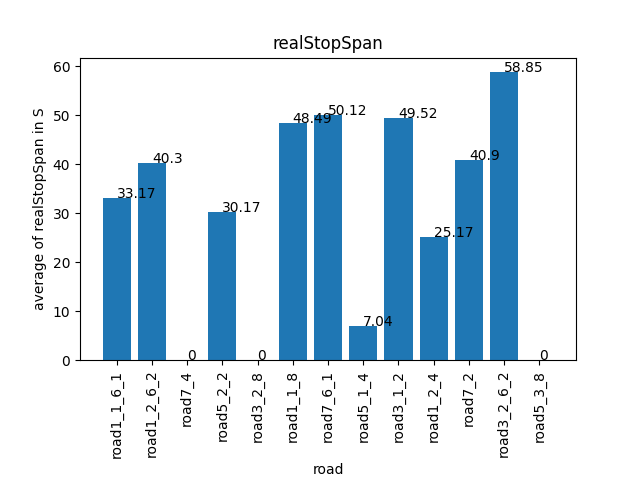 realStopSpan
average of realStopSpan in S
60
50
40
30
20
10
0
33.17
40.3
0
30.17
0
48.49
50.12
7.04
49.52
25.17
40.9
58.85
0
road1_1_6_1
road1_2_6_2
road7_4
road5_2_2
road3_2_8
road1_1_8
road7_6_1
road5_1_4
road3_1_2
road1_2_4
road7_2
road3_2_6_2
road5_3_8
road